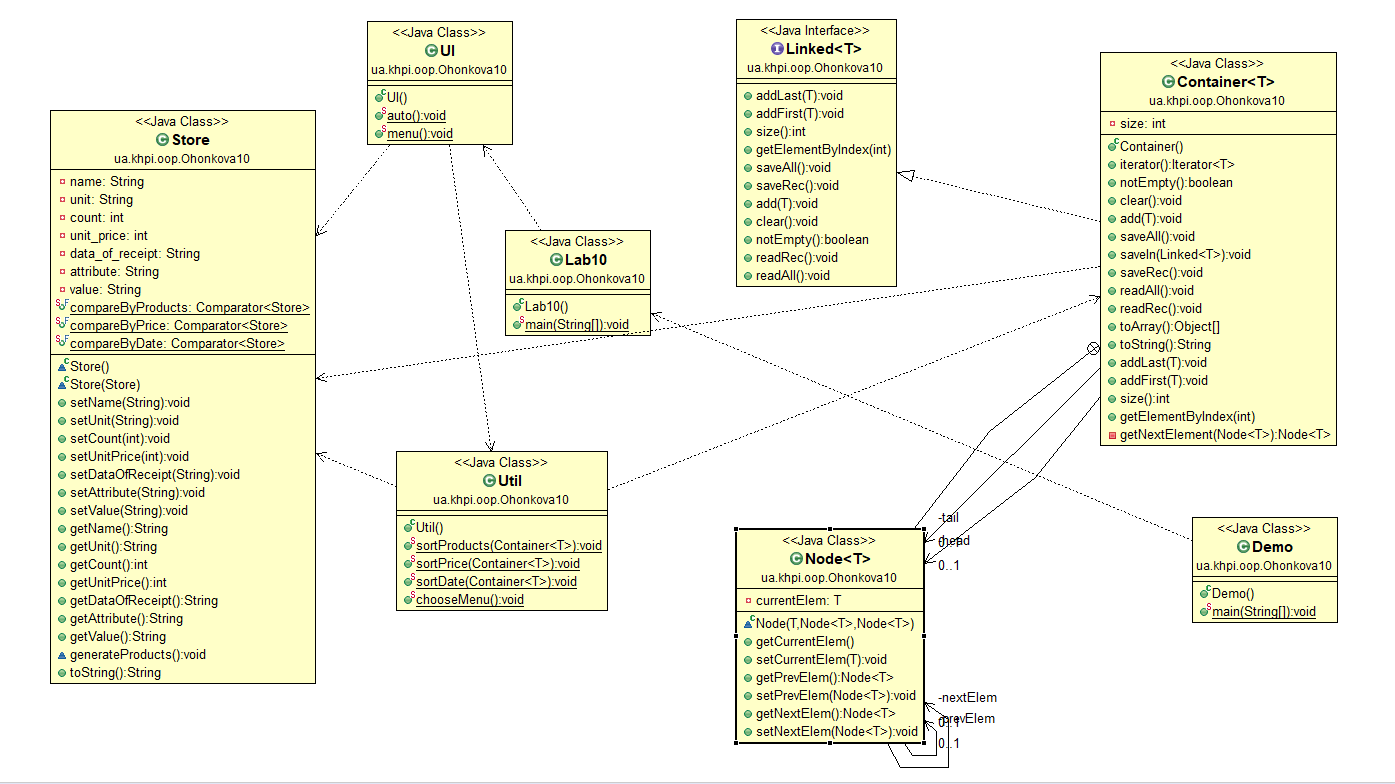 <<Java Class>>
UI
ua.khpi.oop.Ohonkova10
UI()
auto():void
menu():void
<<Java Interface>>
Linked<T>
ua.khpi.oop.Ohonkova10
addLast(T):void
addFirst(T):void
size():int
getElementByIndex(int)
saveAll():void
saveRec():void
add(T):void
clear():void
notEmpty():boolean
readRec():void
readAll():void
<<Java Class>>
Container<T>
ua.khpi.oop.Ohonkova10
size: int
Container()
iterator():Iterator<T>
notEmpty():boolean
clear():void
add(T):void
saveAll():void
saveIn(Linked<T>):void
saveRec():void
readAll():void
readRec():void
toArray():Object[]
toString():String
addLast(T):void
addFirst(T):void
size():int
getElementByIndex(int)
getNextElement(Node<T>):Node<T>
<<Java Class>>
Store
ua.khpi.oop.Ohonkova10
name: String
unit: String
count: int
unit_price: int
data_of_receipt: String
attribute: String
value: String
compareByProducts: Comparator<Store>
compareByPrice: Comparator<Store>
compareByDate: Comparator<Store>
Store()
Store(Store)
setName(String):void
setUnit(String):void
setCount(int):void
setUnitPrice(int):void
setDataOfReceipt(String):void
setAttribute(String):void
setValue(String):void
getName():String
getUnit():String
getCount():int
getUnitPrice():int
getDataOfReceipt():String
getAttribute():String
getValue():String
generateProducts():void
toString():String
<<Java Class>>
Lab10
ua.khpi.oop.Ohonkova10
Lab10()
main(String[]):void
<<Java Class>>
Util
ua.khpi.oop.Ohonkova10
Util()
sortProducts(Container<T>):void
sortPrice(Container<T>):void
sortDate(Container<T>):void
chooseMenu():void
-tail
-head
0..1
0..1
<<Java Class>>
Node<T>
ua.khpi.oop.Ohonkova10
currentElem: T
Node(T,Node<T>,Node<T>)
getCurrentElem()
setCurrentElem(T):void
getPrevElem():Node<T>
setPrevElem(Node<T>):void
getNextElem():Node<T>
setNextElem(Node<T>):void
-nextElem
-prevElem
0..1
0..1
<<Java Class>>
Demo
ua.khpi.oop.Ohonkova10
Demo()
main(String[]):void